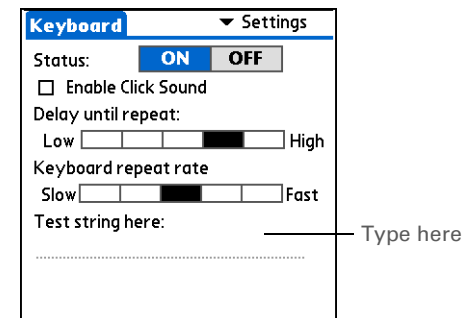 Keyboard Settings
Status: ON OFF
Enable Click Sound
Delay until repeat:
Low High
Keyboard repeat rate
Slow Fast
Test string here:
Type here